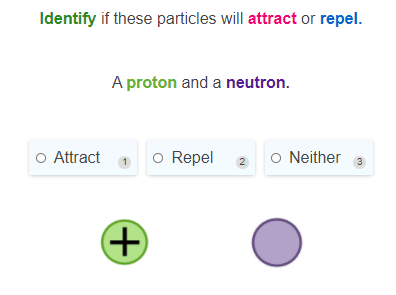 Identify if these particles will attract or repel.
A proton and a neutron.
Attract 1 Repel 2 Neither 3
+